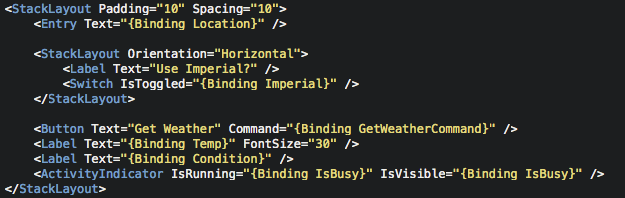 <StackLayout Padding="10" Spacing="10">
    <Entry Text="{Binding Location}" />

    <StackLayout Orientation="Horizontal">
        <Label Text="Use Imperial?" />
        <Switch IsToggled="{Binding Imperial}" />
    </StackLayout>

    <Button Text="Get Weather" Command="{Binding GetWeatherCommand}" />
    <Label Text="{Binding Temp}" FontSize="30" />
    <Label Text="{Binding Condition}" />
    <ActivityIndicator IsRunning="{Binding IsBusy}" IsVisible="{Binding IsBusy}" />
</StackLayout>